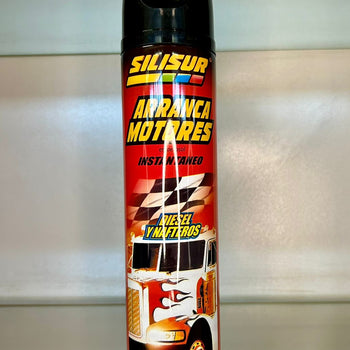 SILISUR
ARRANCA
MOTORES
INSTANTANEO
DIESEL
Y NAFTEROS